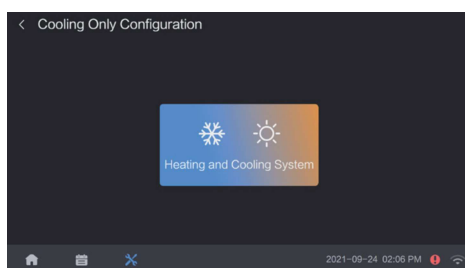 Cooling Only Configuration
Heating and Cooling System
2021-09-24 02:06 PM